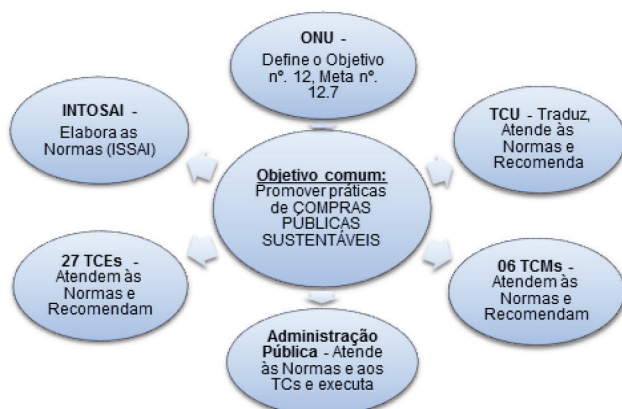 ONU -
Define o Objetivo
nº. 12, Meta nº.
12.7
INTOSAI -
Elabora as
Normas (ISSAI)
TCU - Traduz,
Atende às
Normas e
Recomenda
Objetivo comum:
Promover práticas
de COMPRAS
PÚBLICAS
SUSTENTÁVEIS
27 TCEs -
Atendem às
Normas e
Recomendam
06 TCMs -
Atendem às
Normas e
Recomendam
Administração
Pública - Atende
às Normas e aos
TCs e executa